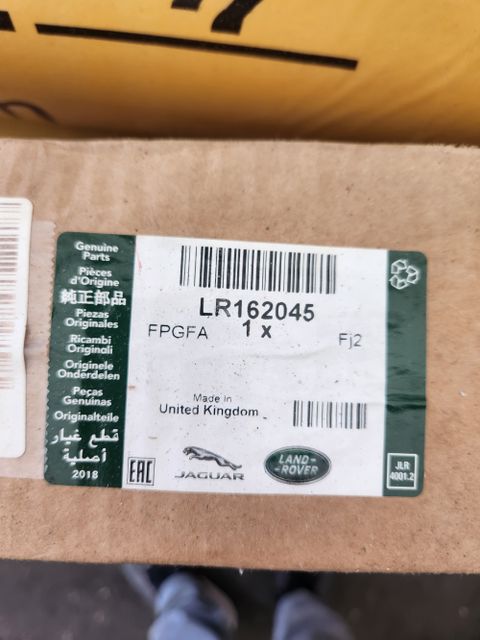 Genuine
Parts
Pièces
d'Origine
純正部品
Piezas
Originales
Ricambi
Originali
Originele
Onderdelen
Peças
Genuínas
Originalteile
قطع غيار
أصلية
2018
LR162045
FPGFA
1 x
Fj2
Made In
United Kingdom
EAC
JAGUAR
LAND-
-ROVER
JLR
4001.2